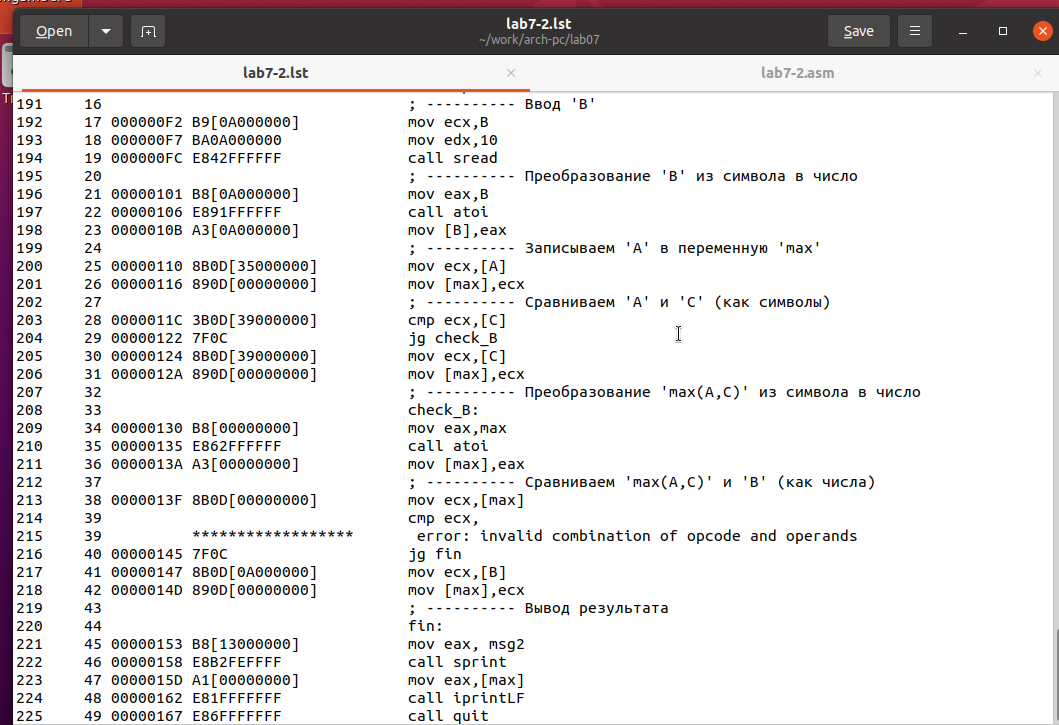 lab7-2.lst
Open
~/work/arch-pc/lab07
Save
lab7-2.lst
lab7-2.asm
191 16 ; ---------- Ввод 'B'
192 17 000000F2 B9[0A000000] mov ecx,B
193 18 000000F7 BA0A000000 mov edx,10
194 19 000000FC E842FFFFFF call sread
195 20 ; ---------- Преобразование 'B' из символа в число
196 21 00000101 B8[0A000000] mov eax,B
197 22 00000106 E891FFFFFF call atoi
198 23 0000010B A3[0A000000] mov [B],eax
199 24 ; ---------- Записываем 'A' в переменную 'max'
200 25 00000110 8B0D[35000000] mov ecx,[A]
201 26 00000116 890D[00000000] mov [max],ecx
202 27 ; ---------- Сравниваем 'A' и 'С' (как символы)
203 28 0000011C 3B0D[39000000] cmp ecx,[C]
204 29 00000122 7F0C jg check_B
205 30 00000124 8B0D[39000000] mov ecx,[C]
206 31 0000012A 890D[00000000] mov [max],ecx
207 32 ; ---------- Преобразование 'max(A,C)' из символа в число
208 33 check_B:
209 34 00000130 B8[00000000] mov eax,max
210 35 00000135 E862FFFFFF call atoi
211 36 0000013A A3[00000000] mov [max],eax
212 37 ; ---------- Сравниваем 'max(A,C)' и 'B' (как числа)
213 38 0000013F 8B0D[00000000] mov ecx,[max]
214 39 cmp ecx,
215 39 ****************** error: invalid combination of opcode and operands
216 40 00000145 7F0C jg fin
217 41 00000147 8B0D[0A000000] mov ecx,[B]
218 42 0000014D 890D[00000000] mov [max],ecx
219 43 ; ---------- Вывод результата
220 44 fin:
221 45 00000153 B8[13000000] mov eax, msg2
222 46 00000158 E8B2FEFFFF call sprint
223 47 0000015D A1[00000000] mov eax,[max]
224 48 00000162 E81FFFFFFF call iprintLF
225 49 00000167 E86FFFFFFF call quit